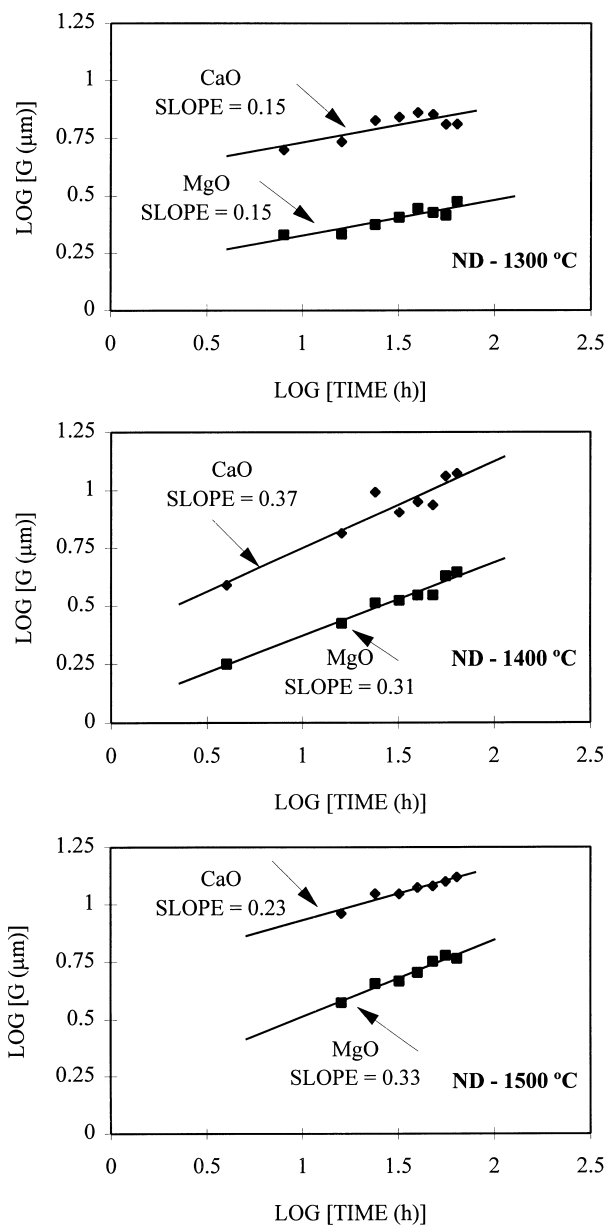 1.25
1
0.75
0.5
0.25
0
LOG [G (µm)]
CaO
SLOPE = 0.15
MgO
SLOPE = 0.15
ND - 1300 ºC
0
0.5
1
1.5
2
2.5
LOG [TIME (h)]
1.25
1
0.75
0.5
0.25
0
LOG [G (µm)]
CaO
SLOPE = 0.37
MgO
SLOPE = 0.31
ND - 1400 ºC
0
0.5
1
1.5
2
2.5
LOG [TIME (h)]
1.25
1
0.75
0.5
0.25
0
LOG [G (µm)]
CaO
SLOPE = 0.23
MgO
SLOPE = 0.33
ND - 1500 ºC
0
0.5
1
1.5
2
2.5
LOG [TIME (h)]